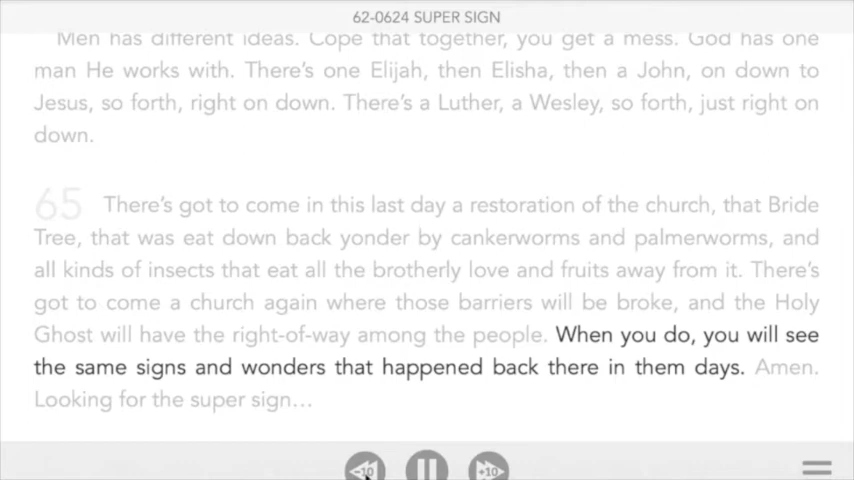 62-0624 SUPER SIGN
Men has different ideas. Cope that together, you get a mess. God has one
man He works with. There's one Elijah, then Elisha, then a John, on down to
Jesus, so forth, right on down. There's a Luther, a Wesley, so forth, just right on
down.
65 There's got to come in this last day a restoration of the church, that Bride
Tree, that was eat down back yonder by cankerworms and palmerworms, and
all kinds of insects that eat all the brotherly love and fruits away from it. There's
got to come a church again where those barriers will be broke, and the Holy
Ghost will have the right-of-way among the people. When you do, you will see
the same signs and wonders that happened back there in them days. Amen.
Looking for the super sign…
-10 +10